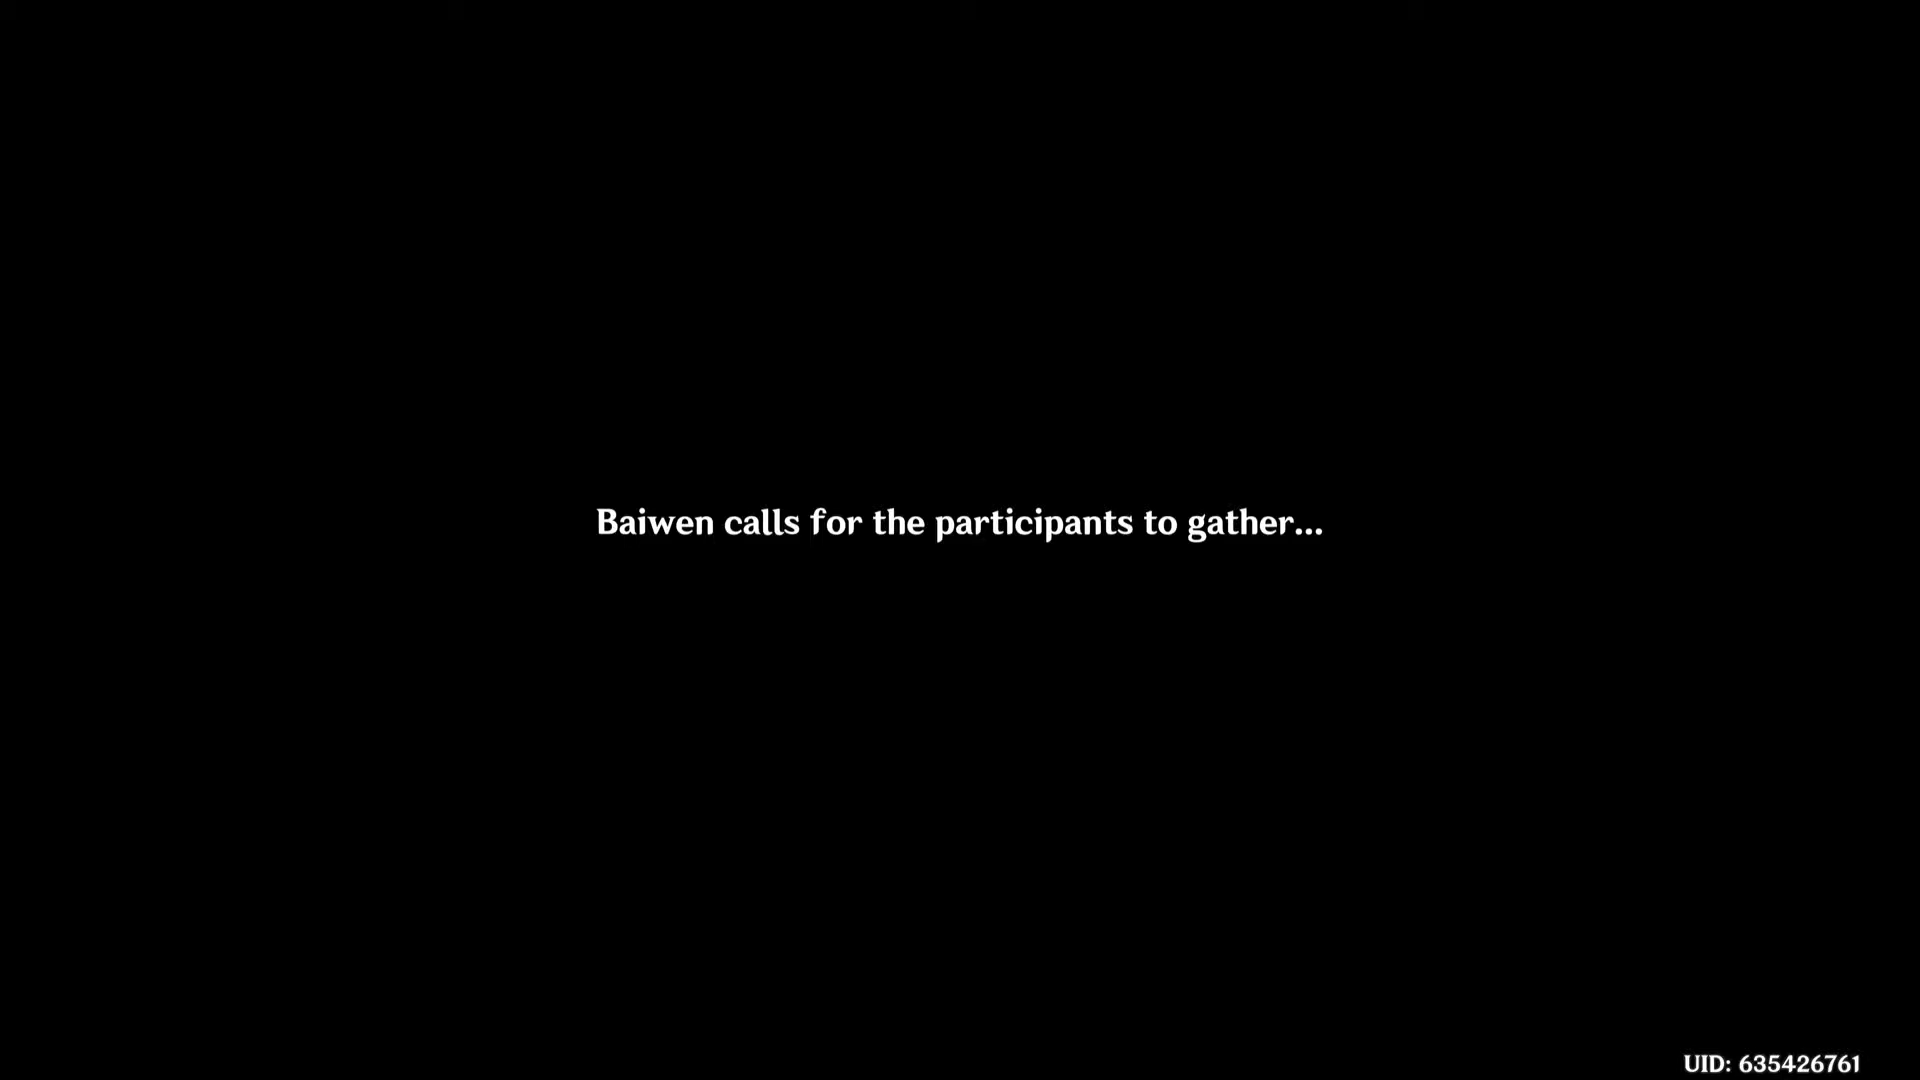 Baiwen calls for the participants to gather...
UID: 635426761